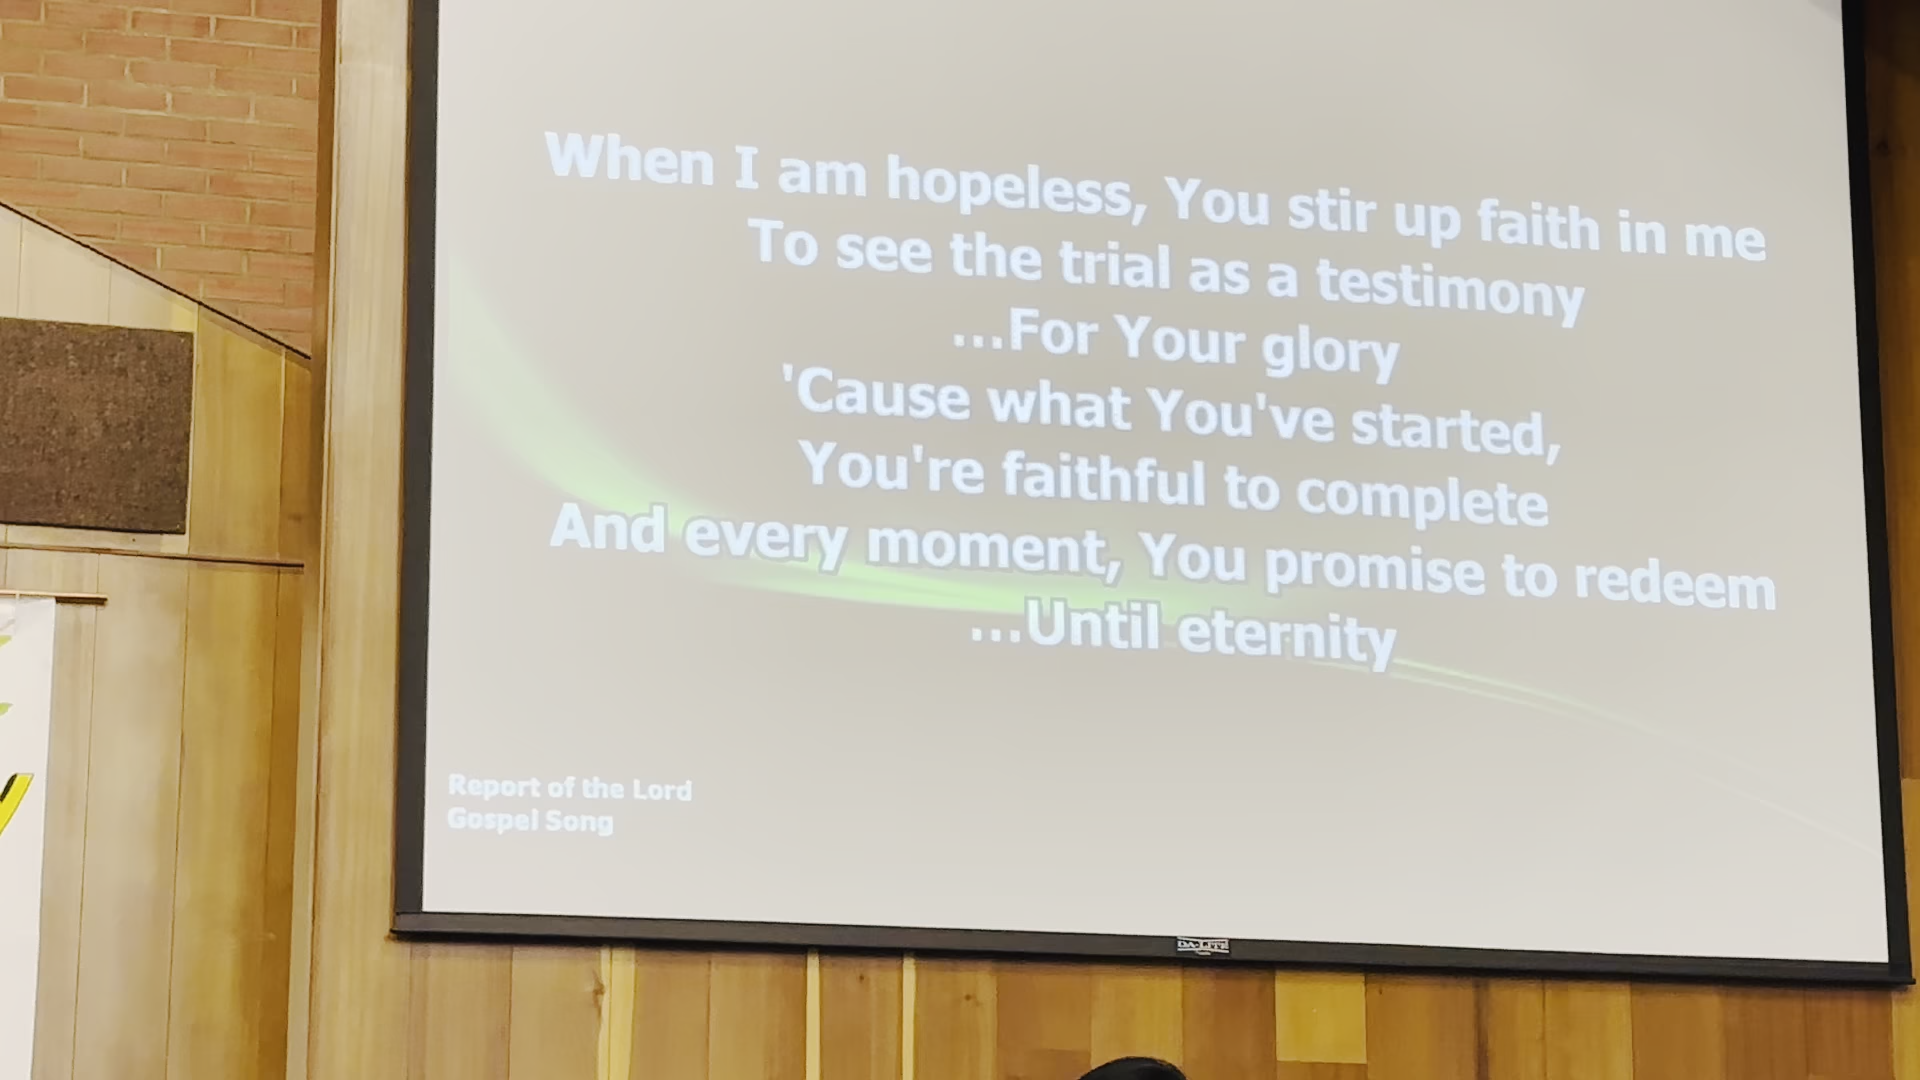 When I am hopeless, You stir up faith in me
To see the trial as a testimony
...For Your glory
'Cause what You've started,
You're faithful to complete
And every moment, You promise to redeem
...Until eternity
Report of the Lord
Gospel Song
DA-LITE